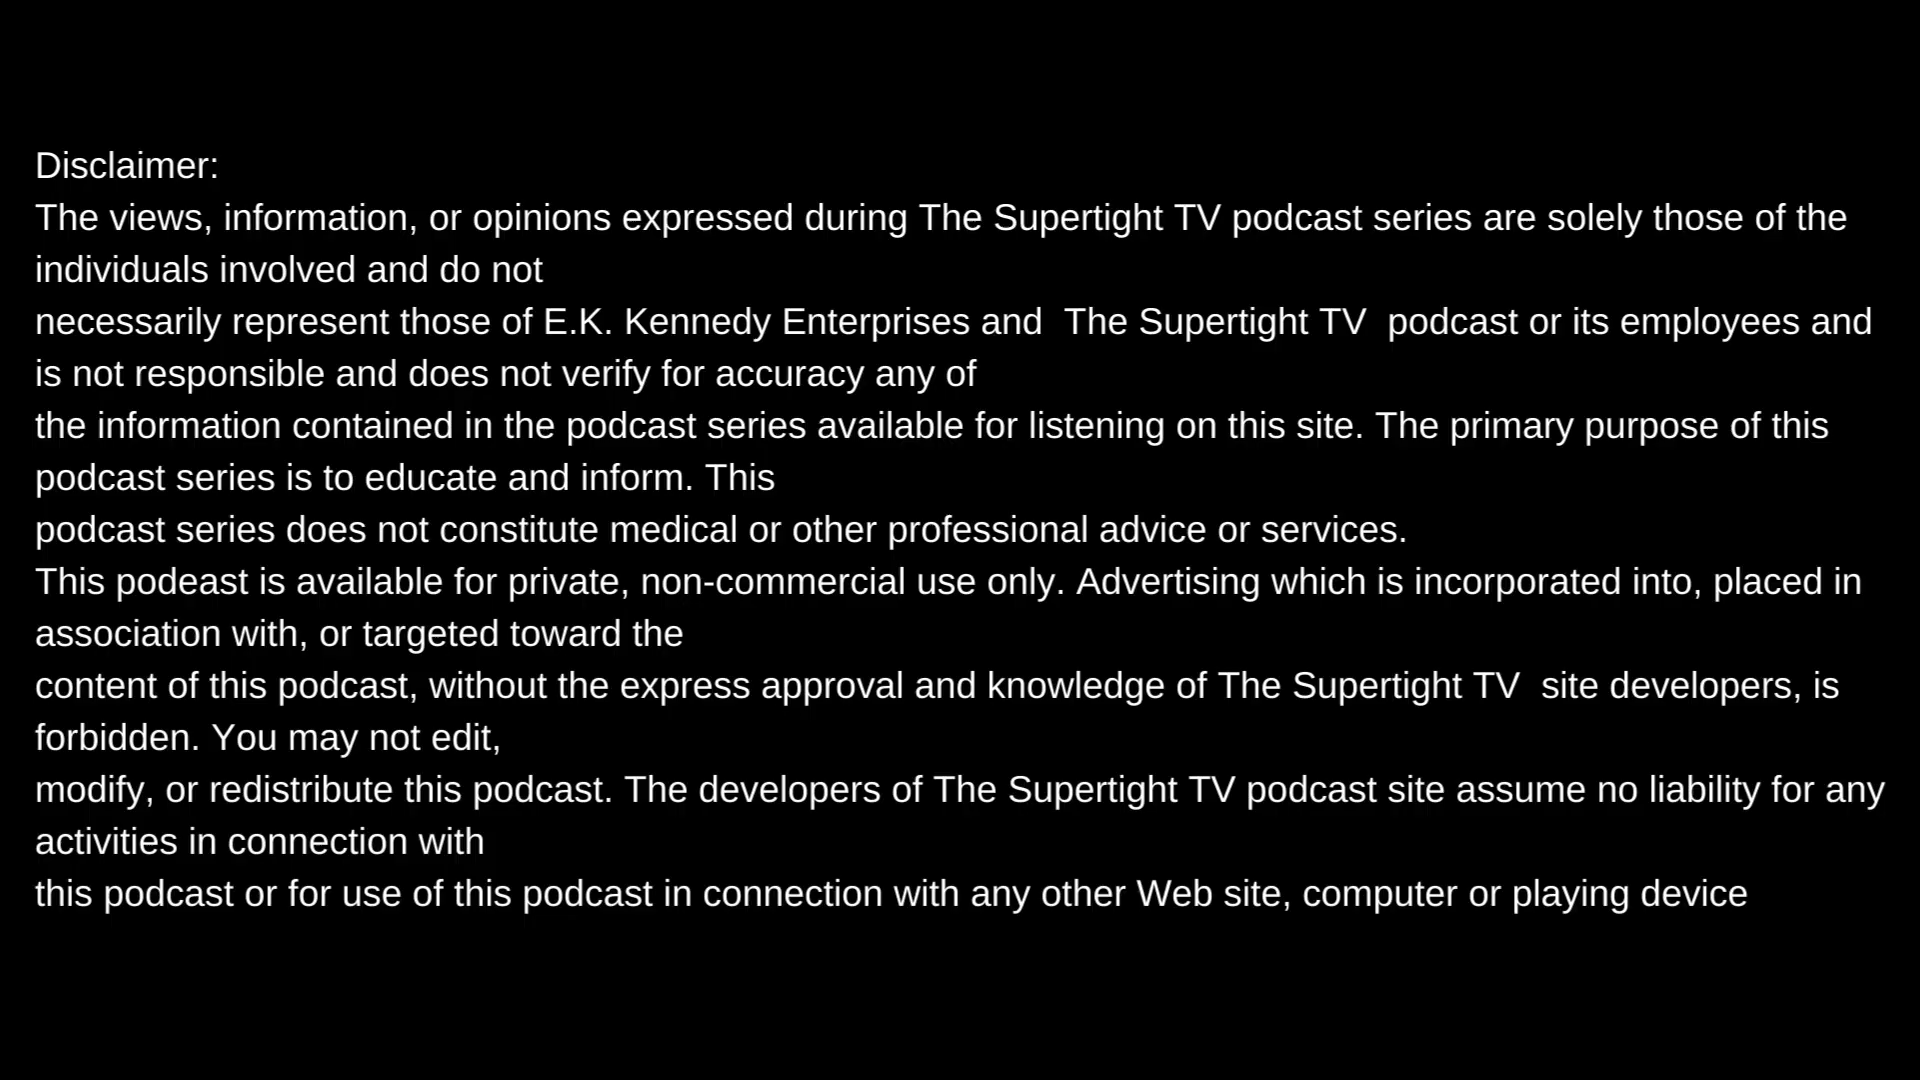 Disclaimer:
The views, information, or opinions expressed during The Supertight TV podcast series are solely those of the
individuals involved and do not
necessarily represent those of E.K. Kennedy Enterprises and  The Supertight TV  podcast or its employees and
is not responsible and does not verify for accuracy any of
the information contained in the podcast series available for listening on this site. The primary purpose of this
podcast series is to educate and inform. This
podcast series does not constitute medical or other professional advice or services.
This podeast is available for private, non-commercial use only. Advertising which is incorporated into, placed in
association with, or targeted toward the
content of this podcast, without the express approval and knowledge of The Supertight TV  site developers, is
forbidden. You may not edit,
modify, or redistribute this podcast. The developers of The Supertight TV podcast site assume no liability for any
activities in connection with
this podcast or for use of this podcast in connection with any other Web site, computer or playing device